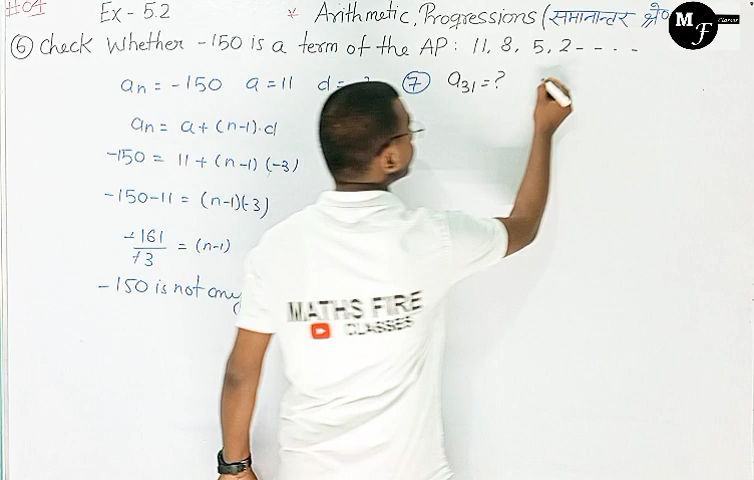 #04 Ex - 5.2 * Arithmetic Progressions (समानान्तर श्रे
⑥ Check Whether -150 is a term of the AP: 11, 8, 5, 2 - - - -
an = -150 a = 11 d =
an = a + (n-1).d
-150 = 11 + (n-1) (-3)
-150-11 = (n-1)(-3)
-161/-3 = (n-1)
-150 is not any
⑦ a31 = ?
MATHS FIRE
CLASSES
M
F